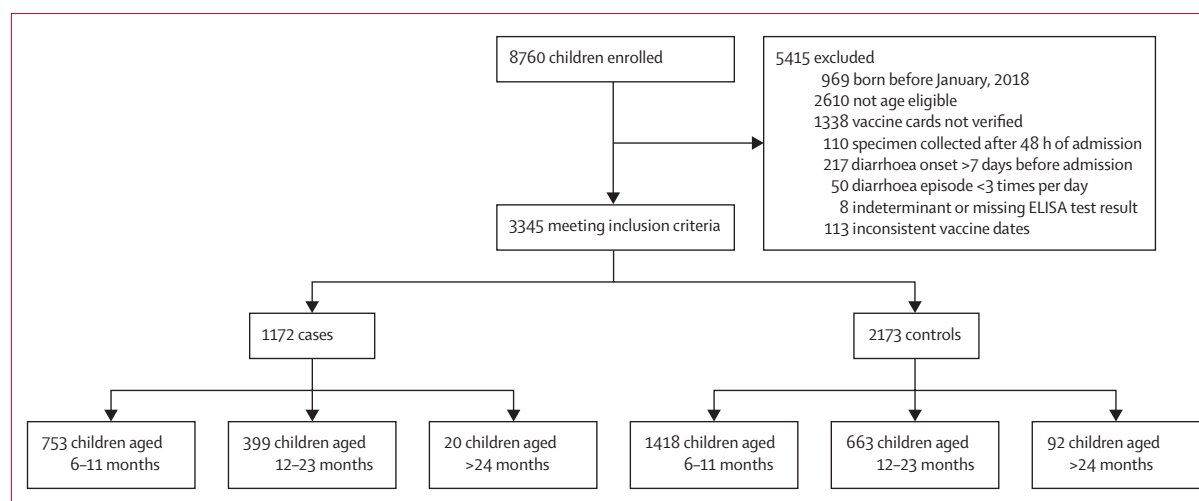 8760 children enrolled
5415 excluded
969 born before January, 2018
2610 not age eligible
1338 vaccine cards not verified
110 specimen collected after 48 h of admission
217 diarrhoea onset >7 days before admission
50 diarrhoea episode <3 times per day
8 indeterminant or missing ELISA test result
113 inconsistent vaccine dates
3345 meeting inclusion criteria
1172 cases
2173 controls
753 children aged
6–11 months
399 children aged
12–23 months
20 children aged
>24 months
1418 children aged
6–11 months
663 children aged
12–23 months
92 children aged
>24 months